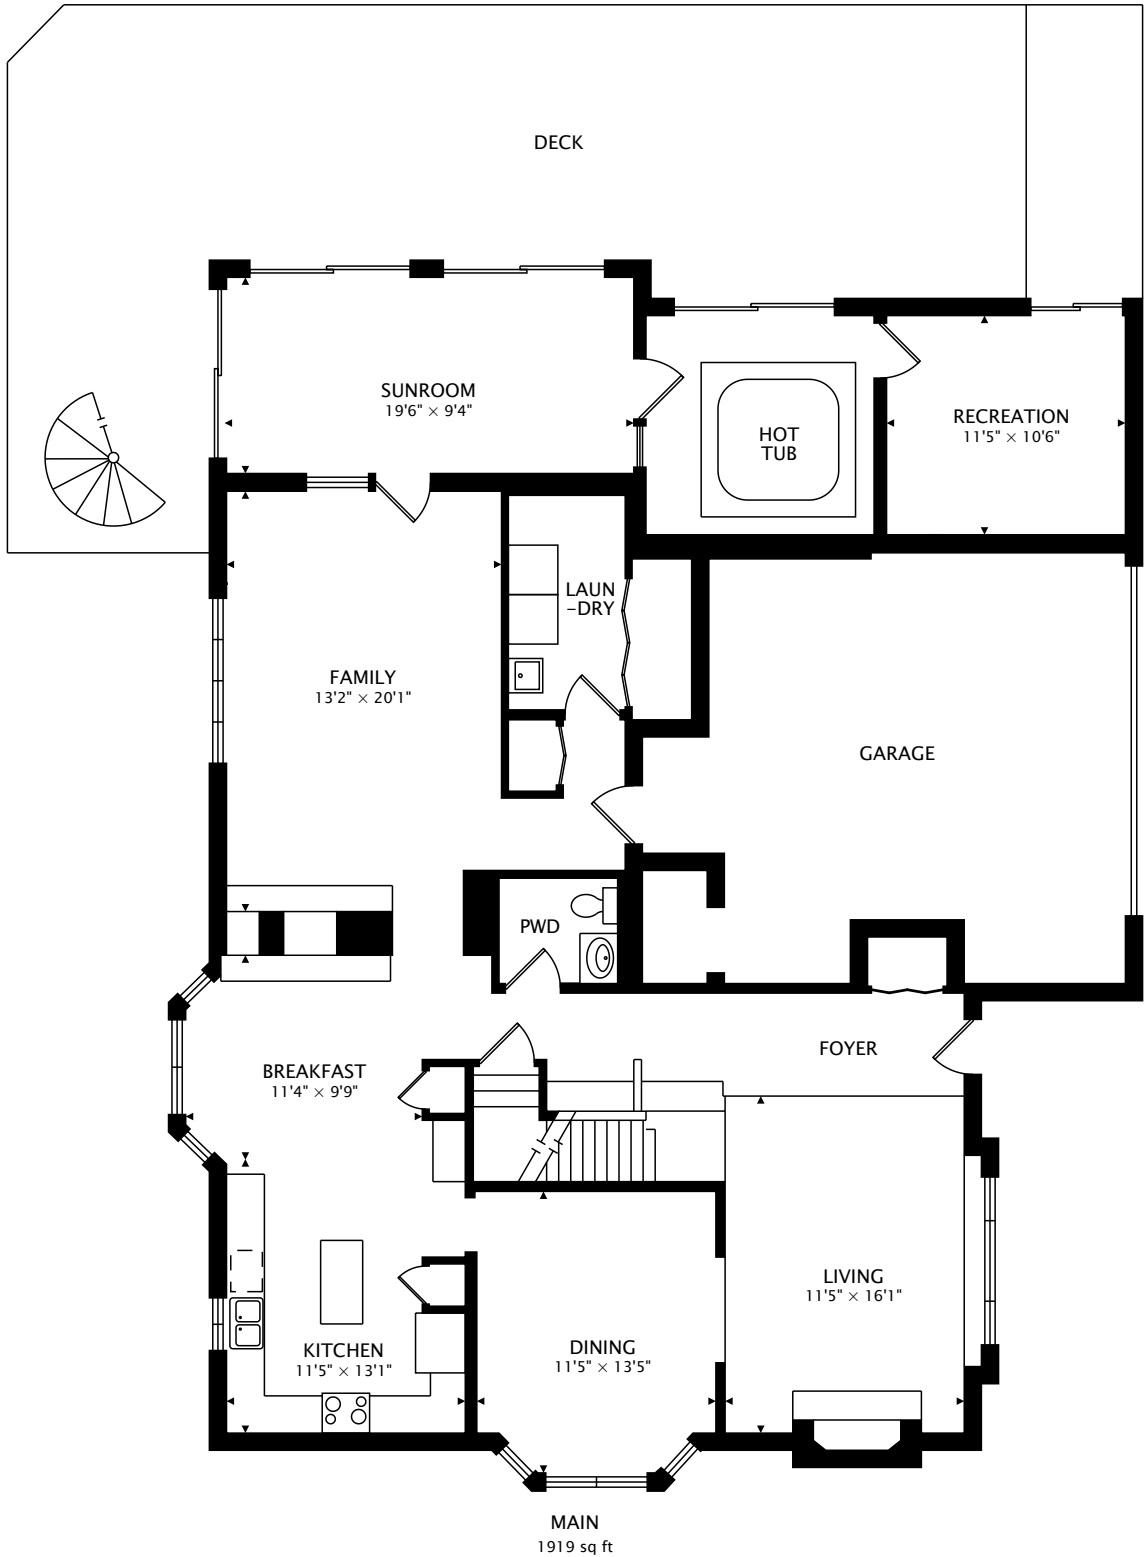 DECK
SUNROOM
19'6" × 9'4"
HOT
TUB
RECREATION
11'5" × 10'6"
LAUN
-DRY
FAMILY
13'2" × 20'1"
GARAGE
PWD
FOYER
BREAKFAST
11'4" × 9'9"
LIVING
11'5" × 16'1"
KITCHEN
11'5" × 13'1"
DINING
11'5" × 13'5"
MAIN
1919 sq ft